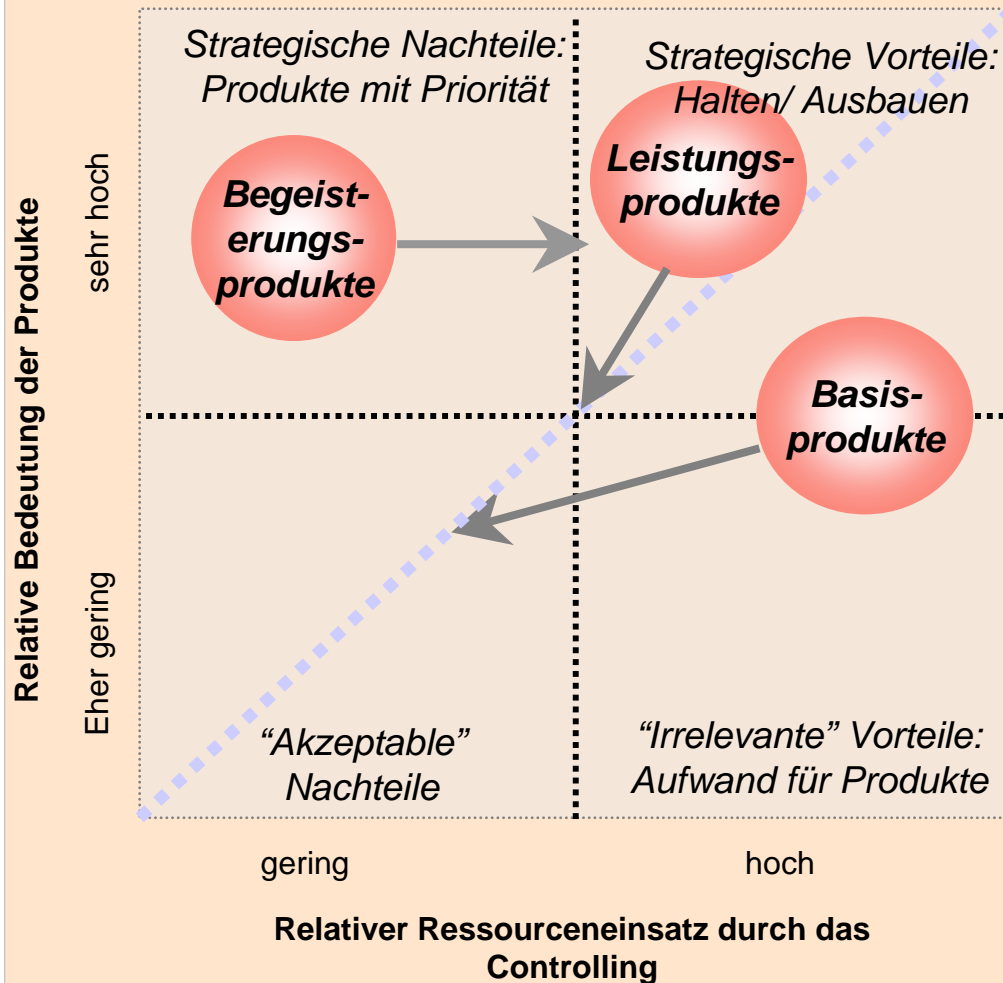 Strategische Nachteile:
Produkte mit Priorität
Strategische Vorteile:
Halten/ Ausbauen
Begeist-
erungs-
produkte
Leistungs-
produkte
Basis-
produkte
“Akzeptable”
Nachteile
“Irrelevante” Vorteile:
Aufwand für Produkte
Relative Bedeutung der Produkte
sehr hoch
Eher gering
gering
hoch
Relativer Ressourceneinsatz durch das
Controlling